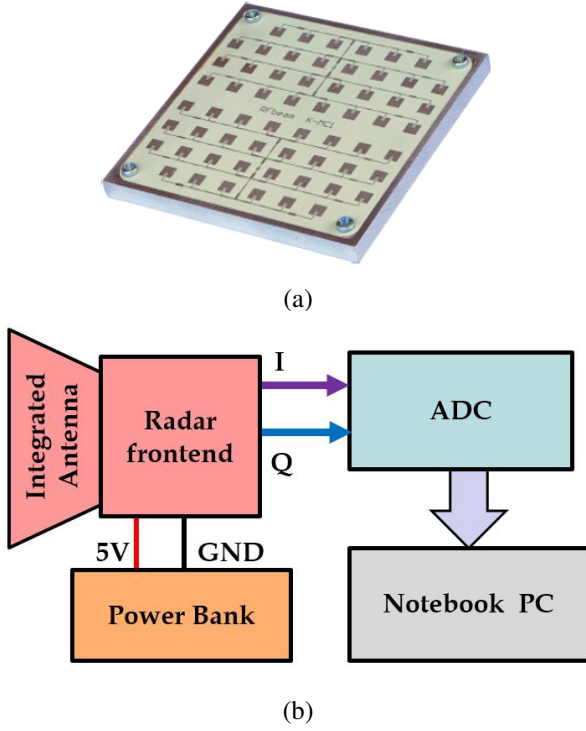 RFbeam K-MC1
(a)
Integrated
Antenna
Radar
frontend
I
Q
ADC
5V
GND
Power Bank
Notebook PC
(b)